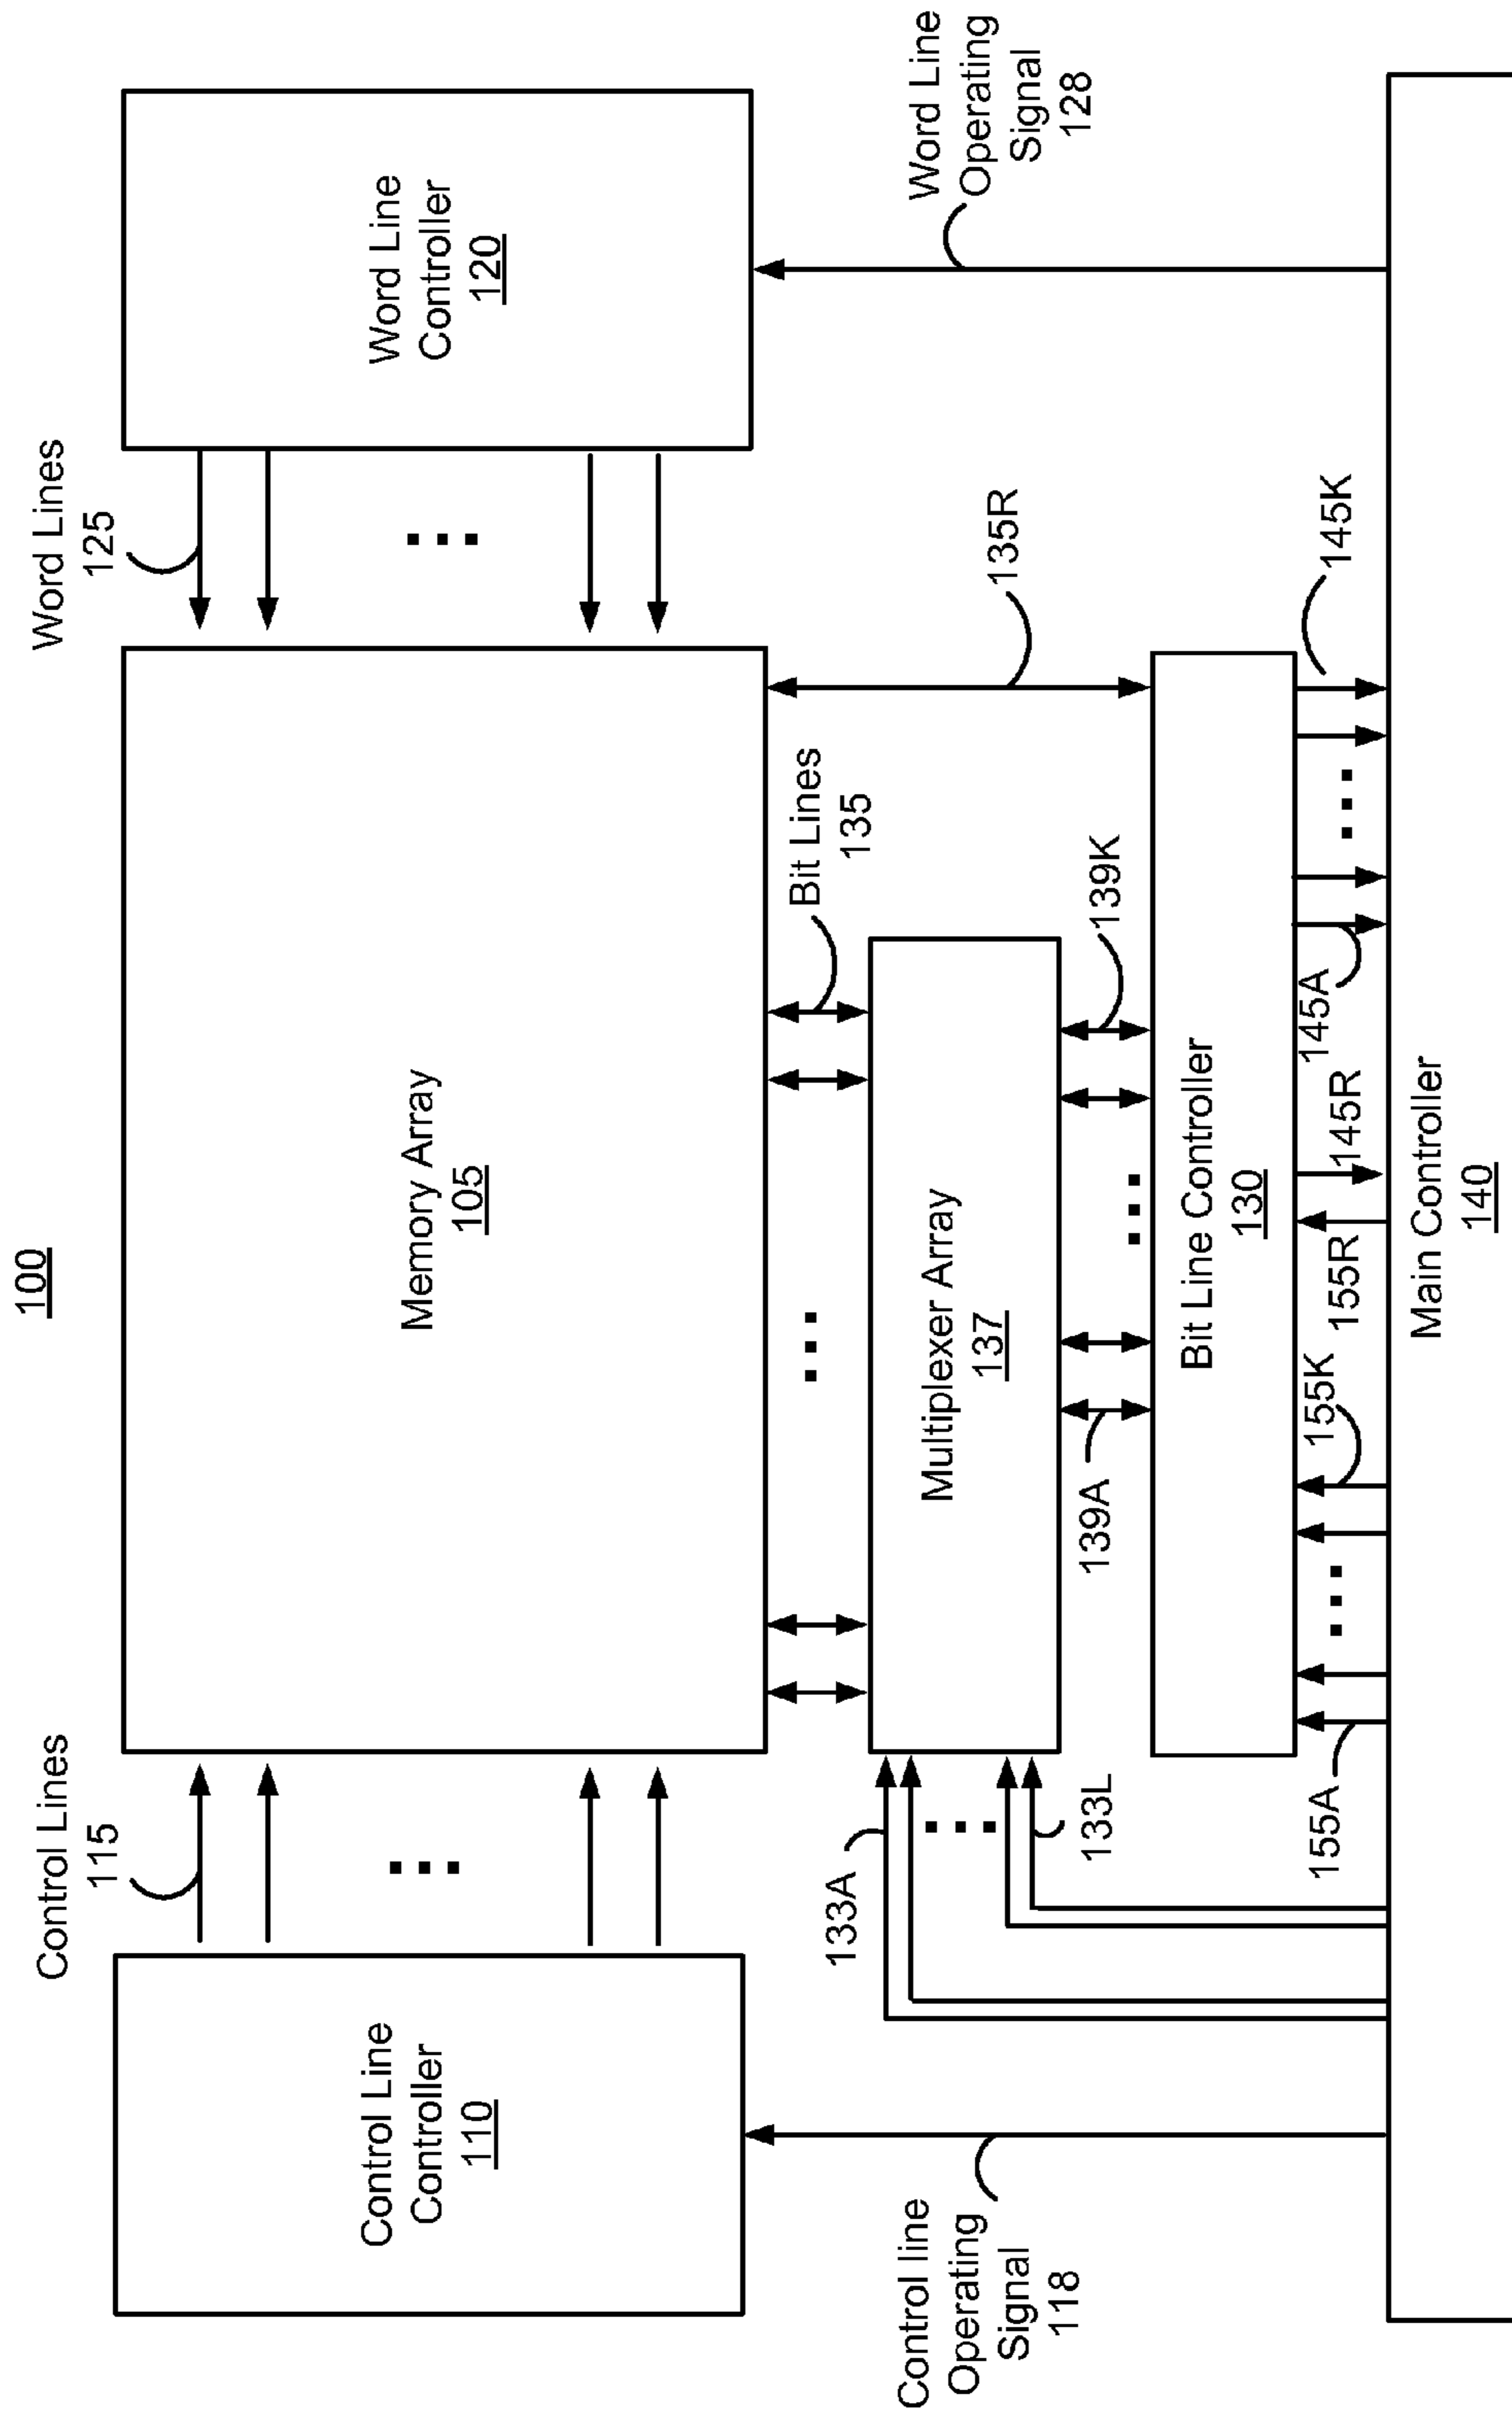 100
Control Lines
115
Word Lines
125
Control Line
Controller
110
Memory Array
105
Word Line
Controller
120
Bit Lines
135
135R
133A
133L
Multiplexer Array
137
139A
139K
Control line
Operating
Signal
118
Word Line
Operating
Signal
128
Bit Line Controller
130
155A
155K
155R
145R
145A
145K
Main Controller
140